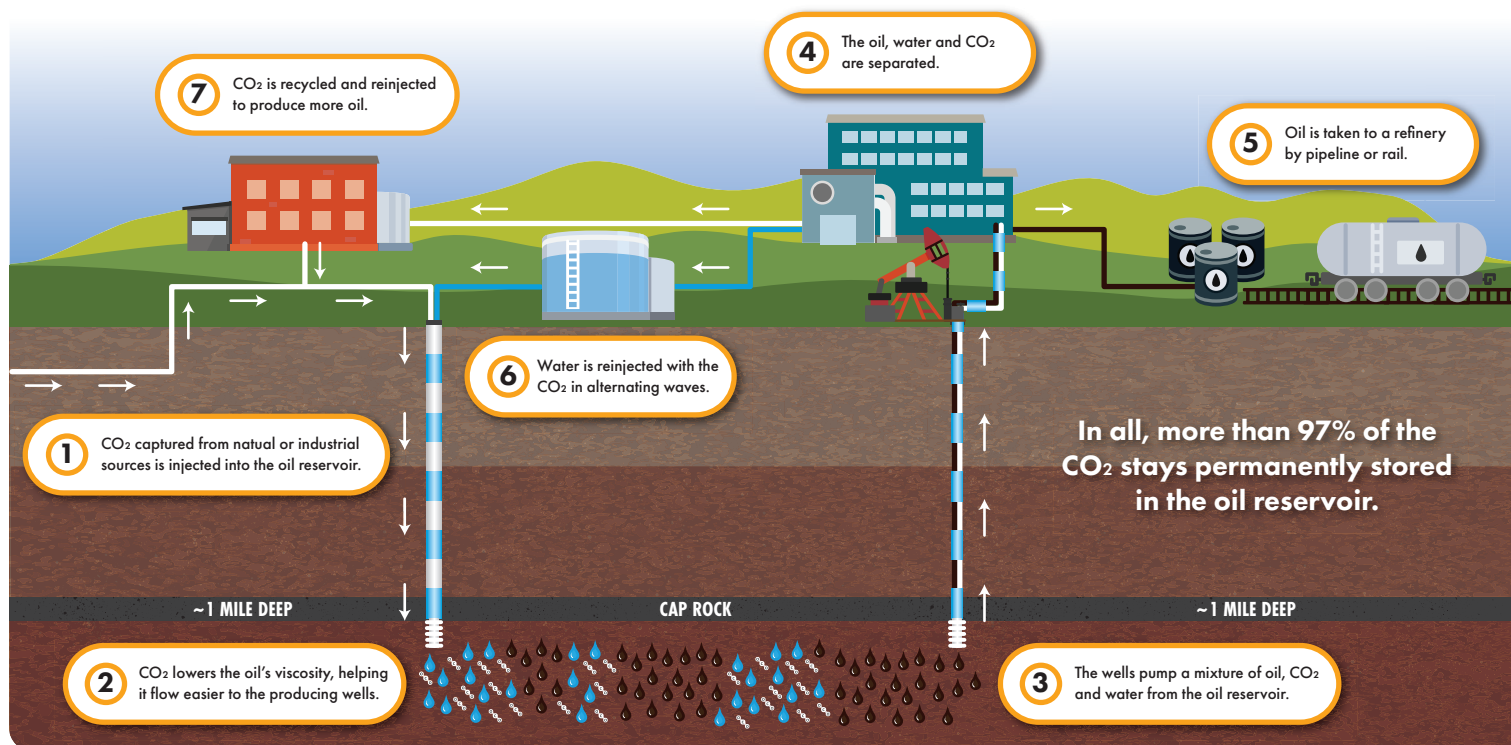 1
CO₂ captured from natual or industrial
sources is injected into the oil reservoir.
2
CO₂ lowers the oil's viscosity, helping
it flow easier to the producing wells.
3
The wells pump a mixture of oil, CO₂
and water from the oil reservoir.
4
The oil, water and CO₂
are separated.
5
Oil is taken to a refinery
by pipeline or rail.
6
Water is reinjected with the
CO₂ in alternating waves.
7
CO₂ is recycled and reinjected
to produce more oil.
In all, more than 97% of the
CO₂ stays permanently stored
in the oil reservoir.
~1 MILE DEEP
CAP ROCK
~1 MILE DEEP